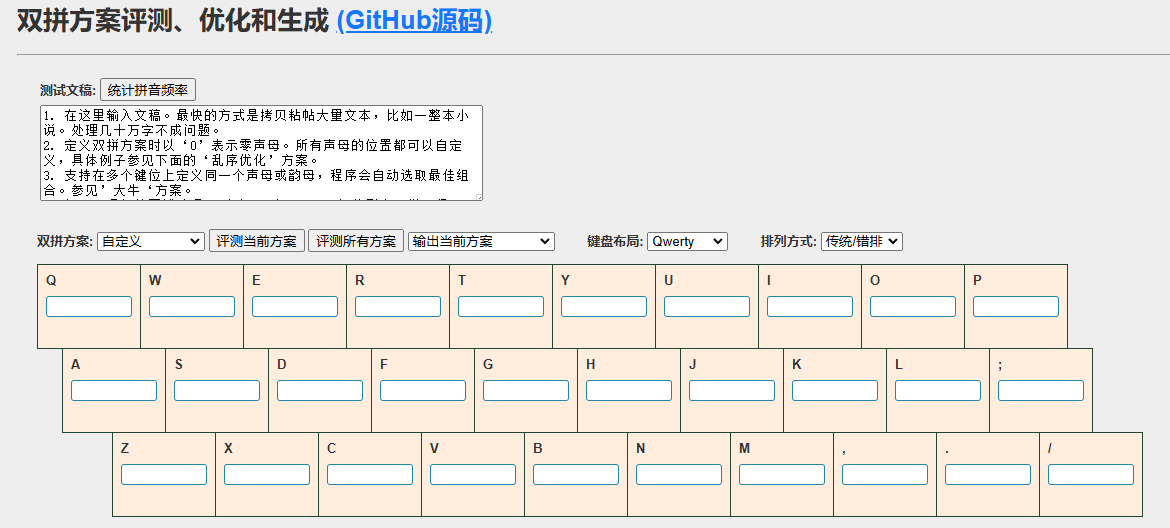 双拼方案评测、优化和生成 (GitHub源码)
测试文稿: 统计拼音频率
1. 在这里输入文稿。最快的方式是拷贝粘帖大量文本，比如一整本小
说。处理几十万字不成问题。
2. 定义双拼方案时以‘0’表示零声母。所有声母的位置都可以自定
义，具体例子参见下面的‘乱序优化’方案。
3. 支持在多个键位上定义同一个声母或韵母，程序会自动选取最佳组
合。参见’大牛‘方案。
双拼方案: 自定义 评测当前方案 评测所有方案 输出当前方案 键盘布局: Qwerty 排列方式: 传统/错排
Q W E R T Y U I O P
A S D F G H J K L ;
Z X C V B N M , . /